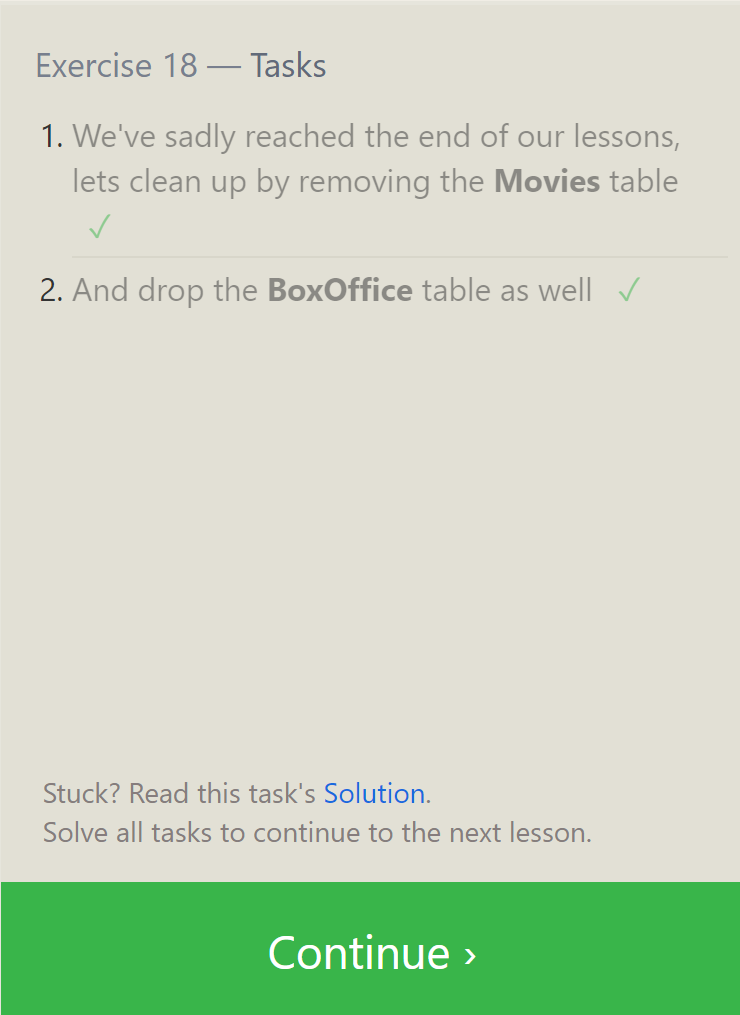 Exercise 18 — Tasks
1. We've sadly reached the end of our lessons,
lets clean up by removing the Movies table
✓
2. And drop the BoxOffice table as well ✓
Stuck? Read this task's Solution.
Solve all tasks to continue to the next lesson.
Continue ›